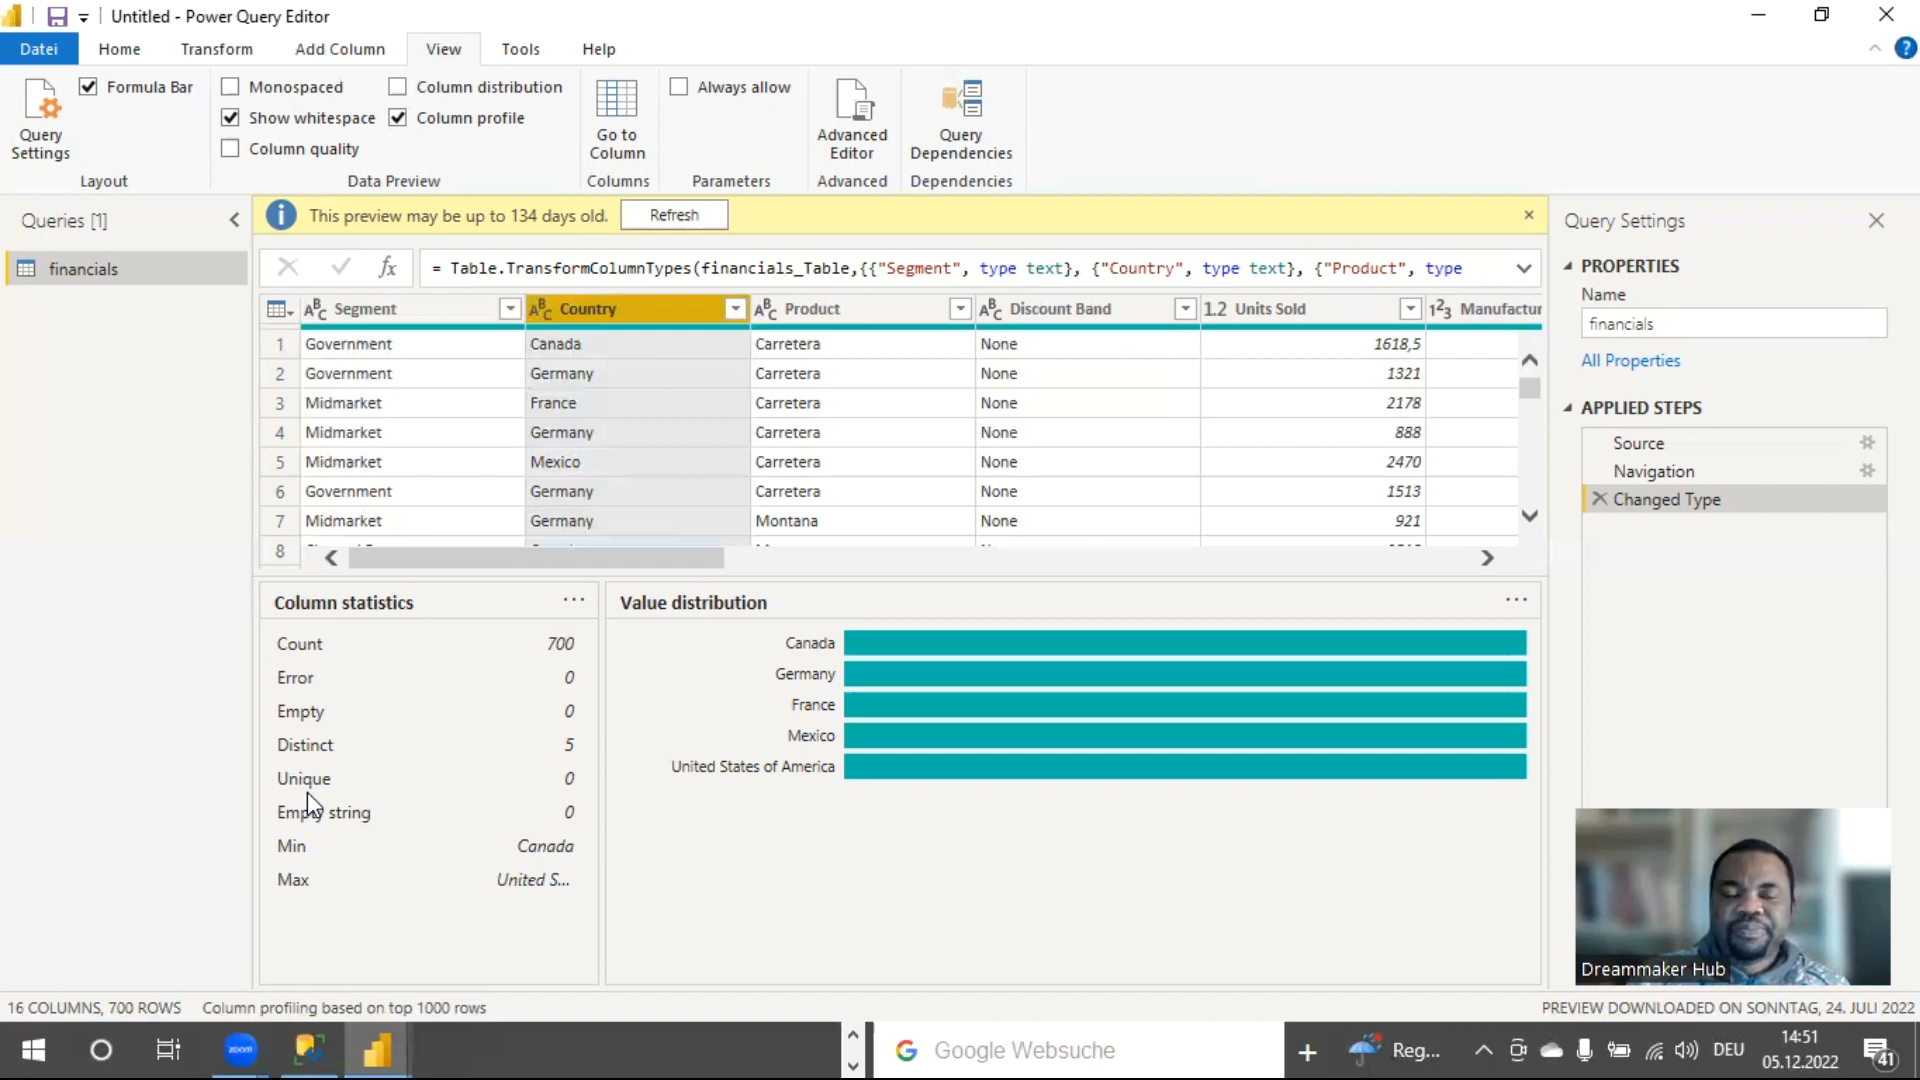 Untitled - Power Query Editor
Datei
Home
Transform
Add Column
View
Tools
Help
Query
Settings
Formula Bar
Layout
Monospaced
Show whitespace
Column quality
Column distribution
Column profile
Data Preview
Go to
Column
Columns
Always allow
Parameters
Advanced
Editor
Advanced
Query
Dependencies
Dependencies
Queries [1]
financials
This preview may be up to 134 days old.
Refresh
= Table.TransformColumnTypes(financials_Table,{{"Segment", type text}, {"Country", type text}, {"Product", type
Segment Country Product Discount Band 1.2 Units Sold Manufactur
1 Government Canada Carretera None 1618,5
2 Government Germany Carretera None 1321
3 Midmarket France Carretera None 2178
4 Midmarket Germany Carretera None 888
5 Midmarket Mexico Carretera None 2470
6 Government Germany Carretera None 1513
7 Midmarket Germany Montana None 921
8
Column statistics
Count 700
Error 0
Empty 0
Distinct 5
Unique 0
Empty string 0
Min Canada
Max United S...
Value distribution
Canada
Germany
France
Mexico
United States of America
Query Settings
PROPERTIES
Name
financials
All Properties
APPLIED STEPS
Source
Navigation
Changed Type
Dreammaker Hub
16 COLUMNS, 700 ROWS
Column profiling based on top 1000 rows
PREVIEW DOWNLOADED ON SONNTAG, 24. JULI 2022
zoom
Google Websuche
Reg...
DEU
14:51
05.12.2022
41